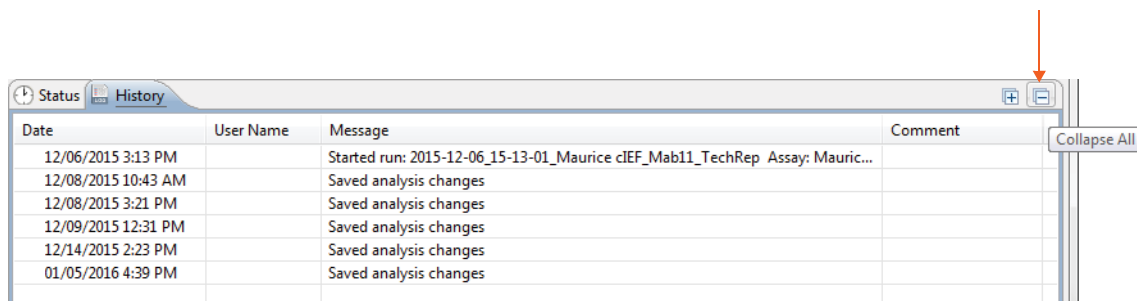 Status History
Date User Name Message Comment
Collapse All
12/06/2015 3:13 PM Started run: 2015-12-06_15-13-01_Maurice cIEF_Mab11_TechRep Assay: Mauric...
12/08/2015 10:43 AM Saved analysis changes
12/08/2015 3:21 PM Saved analysis changes
12/09/2015 12:31 PM Saved analysis changes
12/14/2015 2:23 PM Saved analysis changes
01/05/2016 4:39 PM Saved analysis changes